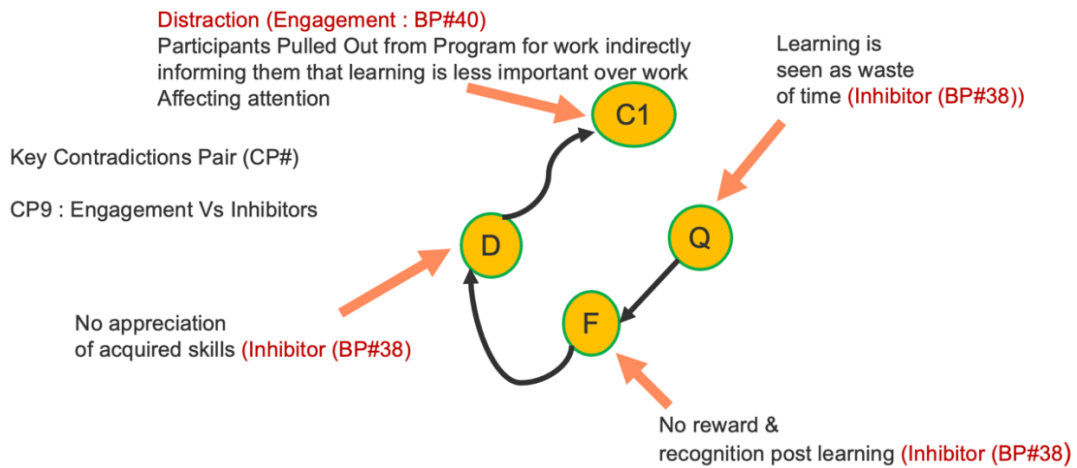 Distraction (Engagement : BP#40)
Participants Pulled Out from Program for work indirectly
informing them that learning is less important over work
Affecting attention
Learning is
seen as waste
of time (Inhibitor (BP#38))
C1
Key Contradictions Pair (CP#)
CP9 : Engagement Vs Inhibitors
D
Q
F
No appreciation
of acquired skills (Inhibitor (BP#38)
No reward &
recognition post learning (Inhibitor (BP#38)